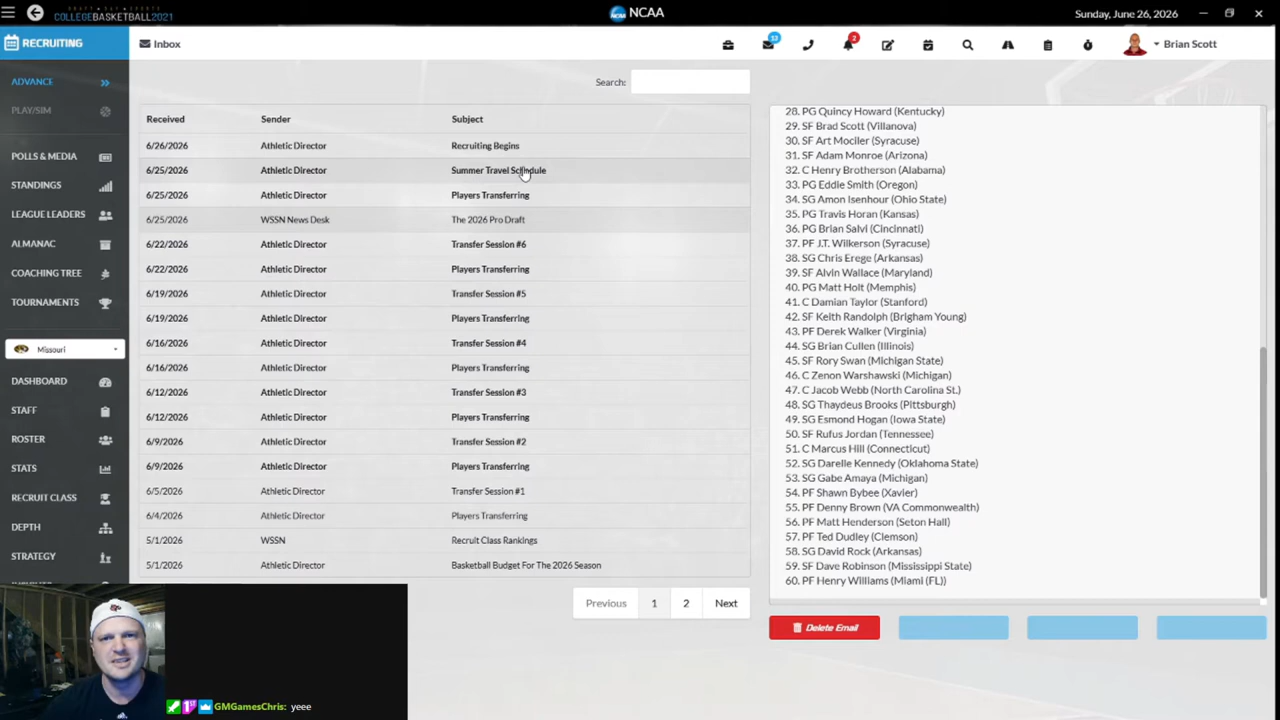 DRAFT DAY SPORTS
COLLEGEBASKETBALL2021
NCAA
Sunday, June 26, 2026
RECRUITING
Inbox
53
2
Brian Scott
ADVANCE
PLAY/SIM
POLLS & MEDIA
STANDINGS
LEAGUE LEADERS
ALMANAC
COACHING TREE
TOURNAMENTS
Missouri
DASHBOARD
STAFF
ROSTER
STATS
RECRUIT CLASS
DEPTH
STRATEGY
Search:
Received Sender Subject
6/26/2026 Athletic Director Recruiting Begins
6/25/2026 Athletic Director Summer Travel Schedule
6/25/2026 Athletic Director Players Transferring
6/25/2026 WSSN News Desk The 2026 Pro Draft
6/22/2026 Athletic Director Transfer Session #6
6/22/2026 Athletic Director Players Transferring
6/19/2026 Athletic Director Transfer Session #5
6/19/2026 Athletic Director Players Transferring
6/16/2026 Athletic Director Transfer Session #4
6/16/2026 Athletic Director Players Transferring
6/12/2026 Athletic Director Transfer Session #3
6/12/2026 Athletic Director Players Transferring
6/9/2026 Athletic Director Transfer Session #2
6/9/2026 Athletic Director Players Transferring
6/5/2026 Athletic Director Transfer Session #1
6/4/2026 Athletic Director Players Transferring
5/1/2026 WSSN Recruit Class Rankings
5/1/2026 Athletic Director Basketball Budget For The 2026 Season
Previous 1 2 Next
28. PG Quincy Howard (Kentucky)
29. SF Brad Scott (Villanova)
30. SF Art Mociler (Syracuse)
31. SF Adam Monroe (Arizona)
32. C Henry Brotherson (Alabama)
33. PG Eddie Smith (Oregon)
34. SG Amon Isenhour (Ohio State)
35. PG Travis Horan (Kansas)
36. PG Brian Salvi (Cincinnati)
37. PF J.T. Wilkerson (Syracuse)
38. SG Chris Erege (Arkansas)
39. SF Alvin Wallace (Maryland)
40. PG Matt Holt (Memphis)
41. C Damian Taylor (Stanford)
42. SF Keith Randolph (Brigham Young)
43. PF Derek Walker (Virginia)
44. SG Brian Cullen (Illinois)
45. SF Rory Swan (Michigan State)
46. C Zenon Warshawski (Michigan)
47. C Jacob Webb (North Carolina St.)
48. SG Thaydeus Brooks (Pittsburgh)
49. SG Esmond Hogan (Iowa State)
50. SF Rufus Jordan (Tennessee)
51. C Marcus Hill (Connecticut)
52. SG Darelle Kennedy (Oklahoma State)
53. SG Gabe Amaya (Michigan)
54. PF Shawn Bybee (Xavier)
55. PF Denny Brown (VA Commonwealth)
56. PF Matt Henderson (Seton Hall)
57. PF Ted Dudley (Clemson)
58. SG David Rock (Arkansas)
59. SF Dave Robinson (Mississippi State)
60. PF Henry Williams (Miami (FL))
Delete Email
GMGamesChris: yeee